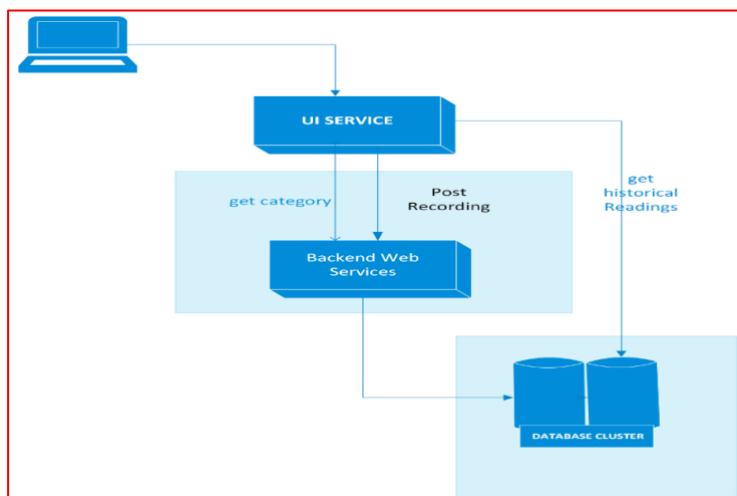 UI SERVICE
get category
Post
Recording
get
historical
Readings
Backend Web
Services
DATABASE CLUSTER